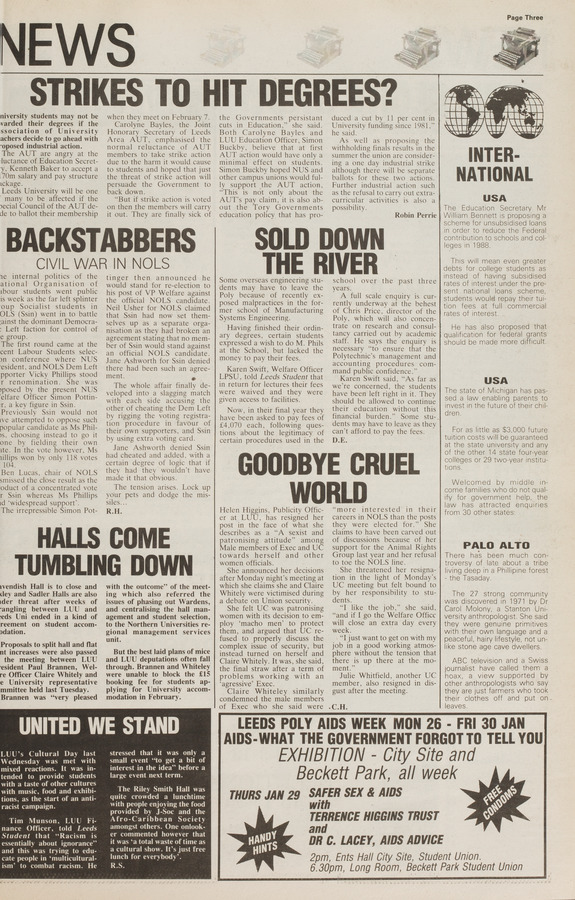 Page Three
NEWS
STRIKES TO HIT DEGREES?
niversity students may not be
warded their degrees if the
ssociation of University
achers decide to go ahead with
oposed industrial action.
The AUT are angry at the
luctance of Education Secret-
y, Kenneth Baker to accept a
70m salary and pay structure
ckage.
Leeds University will be one
many to be affected if the
ecial Council of the AUT de-
de to ballot their membership
when they meet on February 7.
Carolyne Bayles, the Joint
Honorary Secretary of Leeds
Area AUT, emphasised the
normal reluctance of AUT
members to take strike action
due to the harm it would cause
to students and hoped that just
the threat of strike action will
persuade the Government to
back down.
"But if strike action is voted
on then the members will carry
it out. They are finally sick of
the Governments persistant
cuts in Education," she said.
Both Carolyne Bayles and
LUU Education Officer, Simon
Buckby, believe that at first
AUT action would have only a
minimal effect on students.
Simon Buckby hoped NUS and
other campus unions would ful-
ly support the AUT action.
"This is not only about the
AUT's pay claim, it is also ab-
out the Tory Governments
education policy that has pro-
duced a cut by 11 per cent in
University funding since 1981,"
he said.
As well as proposing the
withholding finals results in the
summer the union are consider-
ing a one day industrial strike
although there will be separate
ballots for these two actions.
Further industrial action such
as the refusal to carry out extra-
curricular activities is also a
possibility.
Robin Perrie
BACKSTABBERS
CIVIL WAR IN NOLS
he internal politics of the
ational Organisation of
abour students went public
is week as the far left splinter
oup Socialist Students in
OLS (Ssin) went in to battle
ainst the dominant Democra-
Left faction for control of
e group.
The first round came at the
cent Labour Students selec-
n conference where NUS
esident, and NOLS Dem Left
pporter Vicky Phillips stood
r renomination. She was
posed by the present NUS
elfare Officer Simon Pottin-
r, a key figure in Ssin.
Previously Ssin would not
ve attempted to oppose such
popular candidate as Ms Phil-
s, choosing instead to go it
one by fielding their own
te. In the vote however, Ms
illips won by only 118 votes
104.
Ben Lucas, chair of NOLS
smissed the close result as the
oduct of a concentrated vote
r Ssin whereas Ms Phillips
d 'widespread support'.
The irrepressible Simon Pot-
tinger then announced he
would stand for re-election to
his post of VP Welfare against
the official NOLS candidate.
Neil Usher for NOLS claimed
that Ssin had now set them-
selves up as a separate orga-
nisation as they had broken an
agreement stating that no mem-
ber of Ssin would stand against
an official NOLS candidate.
Jane Ashworth for Ssin denied
there had been such an agree-
ment.
The whole affair finally de-
veloped into a slagging match
with each side accusing the
other of cheating the Dem Left
by rigging the voting registra-
tion procedure in favour of
their own supporters, and Ssin
by using extra voting card.
Jane Ashworth denied Ssin
had cheated and added, with a
certain degree of logic that if
they had they wouldn't have
made it that obvious.
The tension arises. Lock up
your pets and dodge the mis-
siles . . .
R.H.
SOLD DOWN
THE RIVER
Some overseas engineering stu-
dents may have to leave the
Poly because of recently ex-
posed malpractices in the for-
mer school of Manufacturing
Systems Engineering.
Having finished their ordin-
ary degrees, certain students
expressed a wish to do M. Phils
at the School, but lacked the
money to pay their fees.
Karen Swift, Welfare Officer
LPSU, told Leeds Student that
in return for lectures their fees
were waived and they were
given access to facilities.
Now, in their final year they
have been asked to pay fees of
£4,070 each, following ques-
tions about the legitimacy of
certain procedures used in the
school over the past three
years.
A full scale enquiry is cur-
rently underway at the behest
of Chris Price, director of the
Poly, which will also concen-
trate on research and consul-
tancy carried out by academic
staff. He says the enquiry is
necessary "to ensure that the
Polytechnic's management and
accounting procedures com-
mand public confidence."
Karen Swift said, "As far as
we're concerned, the students
have been left right in it. They
should be allowed to continue
their education without this
financial burden." Some stu-
dents may have to leave as they
can't afford to pay the fees.
D.E.
GOODBYE CRUEL
WORLD
Helen Higgins, Publicity Offic-
er at LUU, has resigned her
post in the face of what she
describes as a "A sexist and
patronising attitude" among
Male members of Exec and UC
towards herself and other
women officials.
She announced her decisions
after Monday night's meeting at
which she claims she and Claire
Whitely were victimised during
a debate on Union security.
She felt UC was patronising
women with its decision to em-
ploy 'macho men' to protect
them, and argued that UC re-
fused to properly discuss the
complex issue of security, but
instead turned on herself and
Claire Whitely. It was, she said,
the final straw after a term of
problems working with an
agressive' Exec.
Claire Whiteley similarly
condemned the male members
of Exec who she said were
"more interested in their
careers in NOLS than the posts
they were elected for." She
claims to have been carved out
of discussions because of her
support for the Animal Rights
Group last year and her refusal
to toe the NOLS line.
She threatened her resigna-
tion in the light of Monday's
UC meeting but felt bound to
by her responsibility to stu-
dents.
"I like the job," she said,
"and if I go the Welfare Office
will close an extra day every
week.
"I just want to get on with my
job in a good working atmos-
phere without the tension that
there is up there at the mo-
ment."
Julie Whitfield, another UC
member, also resigned in dis-
gust after the meeting.
C.H.
HALLS COME
TUMBLING DOWN
avendish Hall is to close and
xley and Sadler Halls are also
der threat after weeks of
rangling between LUU and
eds Uni ended in a kind of
reement on student accom-
odation.
Proposals to split hall and flat
nt increases were also passed
the meeting between LUU
esident Paul Brannen, Wel-
re Officer Claire Whitely and
e University representative
mmittee held last Tuesday.
Brannen was "very pleased
with the outcome" of the meet-
ing which also referred the
issues of phasing out Wardens,
and centralising the hall man-
agement and student selection,
to the Northern Universities re-
gional management services
unit.
But the best laid plans of mice
and LUU deputations often fall
through. Brannen and Whiteley
were unable to block the £15
booking fee for students ap-
plying for University accom-
modation in February.
UNITED WE STAND
LUU's Cultural Day last
Wednesday was met with
mixed reactions. It was in-
tended to provide students
with a taste of other cultures
with music, food and exhibi-
tions, as the start of an anti-
racist campaign.
Tim Munson, LUU Fi-
nance Officer, told Leeds
Student that "Racism is
essentially about ignorance"
and this was trying to edu-
cate people in 'multicultural-
ism' to combat racism. He
stressed that it was only a
small event "to get a bit of
interest in the idea" before a
large event next term.
The Riley Smith Hall was
quite crowded a lunchtime
with people enjoying the food
provided by J-Soc and the
Afro-Caribbean Society
amongst others. One onlook-
er commented however that
it was 'a total waste of time as
a cultural show. It's just free
lunch for everybody'.
R.S.
LEEDS POLY AIDS WEEK MON 26 - FRI 30 JAN
AIDS-WHAT THE GOVERNMENT FORGOT TO TELL YOU
EXHIBITION - City Site and
Beckett Park, all week
THURS JAN 29 SAFER SEX & AIDS
with
TERRENCE HIGGINS TRUST
and
DR C. LACEY, AIDS ADVICE
FREE
CONDOMS
HANDY
HINTS
2pm, Ents Hall City Site, Student Union.
6.30pm, Long Room, Beckett Park Student Union
INTER-
NATIONAL
USA
The Education Secretary Mr
William Bennett is proposing a
scheme for unsubsidised loans
in order to reduce the Federal
contribution to schools and col-
leges in 1988.
This will mean even greater
debts for college students as
instead of having subsidised
rates of interest under the pre-
sent national loans scheme,
students would repay their tui-
tion fees at full commercial
rates of interest.
He has also proposed that
qualification for federal grants
should be made more difficult.
USA
The state of Michigan has pas-
sed a law enabling parents to
invest in the future of their chil-
dren.
For as little as $3,000 future
tuition costs will be guaranteed
at the state university and any
of the other 14 state four-year
colleges or 29 two-year institu-
tions.
Welcomed by middle in-
come families who do not qual-
ify for government help, the
law has attracted enquiries
from 30 other states.
PALO ALTO
There has been much con-
troversy of late about a tribe
living deep in a Phillipine forest
- the Tasaday.
The 27 strong community
was discovered in 1971 by Dr
Carol Molony, a Stanton Uni-
versity anthropologist. She said
they were genuine primitives
with their own language and a
peaceful, hairy lifestyle, not un-
like stone age cave dwellers.
ABC television and a Swiss
journalist have called them a
hoax, a view supported by
other anthropologists who say
they are just farmers who took
their clothes off and put on
leaves.